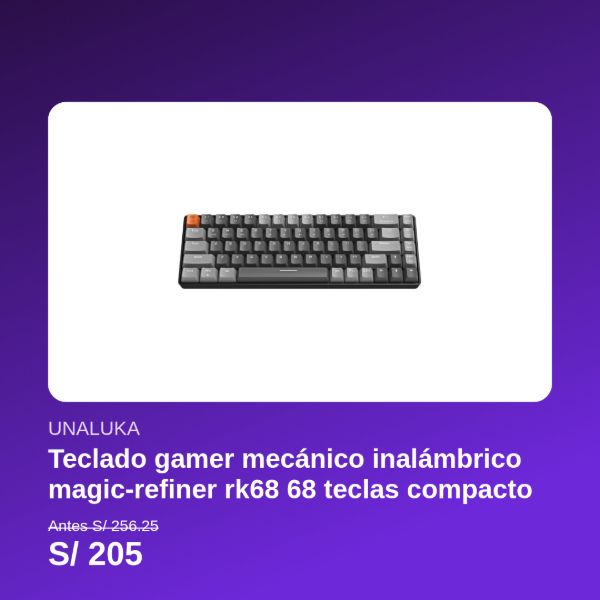 UNALUKA
Teclado gamer mecánico inalámbrico
magic-refiner rk68 68 teclas compacto
Antes S/ 256.25
S/ 205